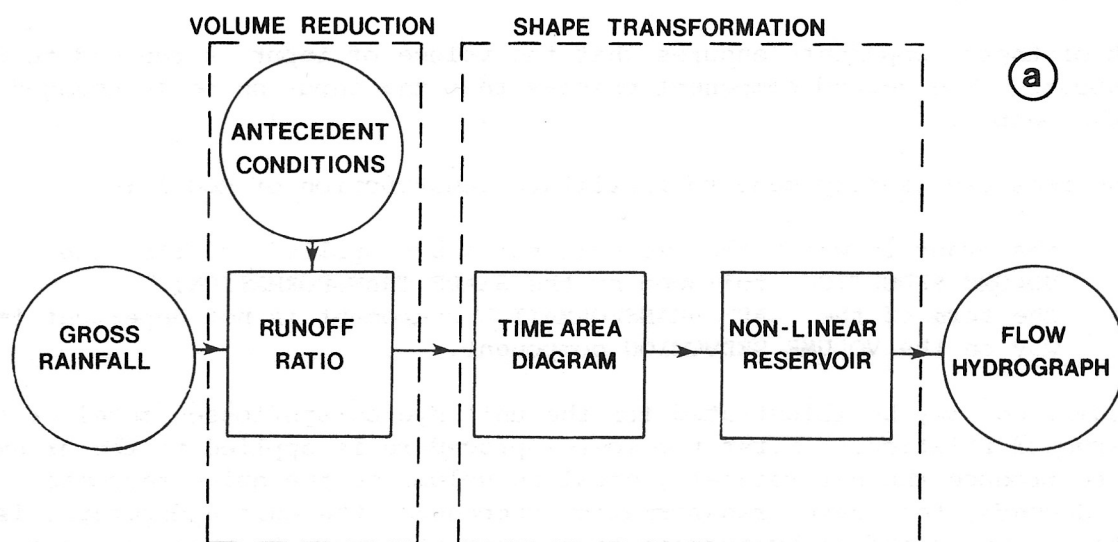 VOLUME REDUCTION
SHAPE TRANSFORMATION
a
ANTECEDENT
CONDITIONS
GROSS
RAINFALL
RUNOFF
RATIO
TIME AREA
DIAGRAM
NON-LINEAR
RESERVOIR
FLOW
HYDROGRAPH